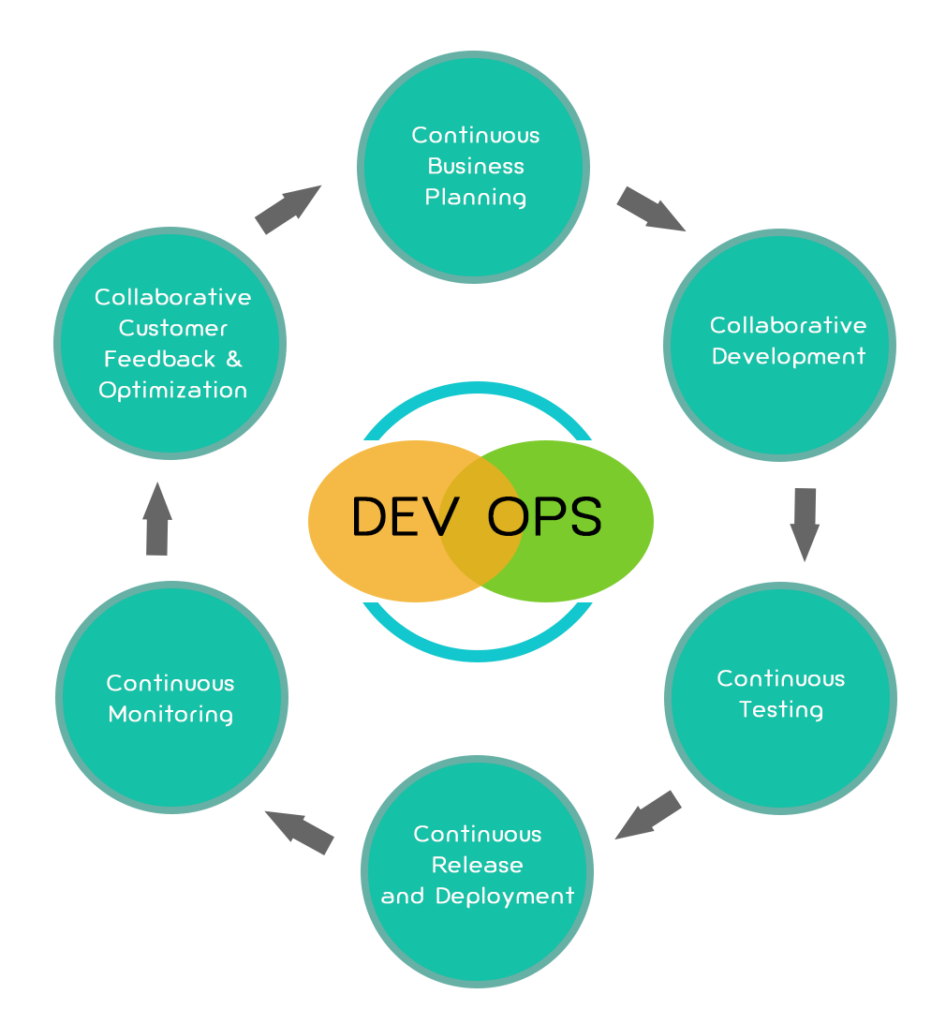 Continuous
Business
Planning
Collaborative
Development
Continuous
Testing
Continuous
Release
and Deployment
Continuous
Monitoring
Collaborative
Customer
Feedback &
Optimization
DEV OPS